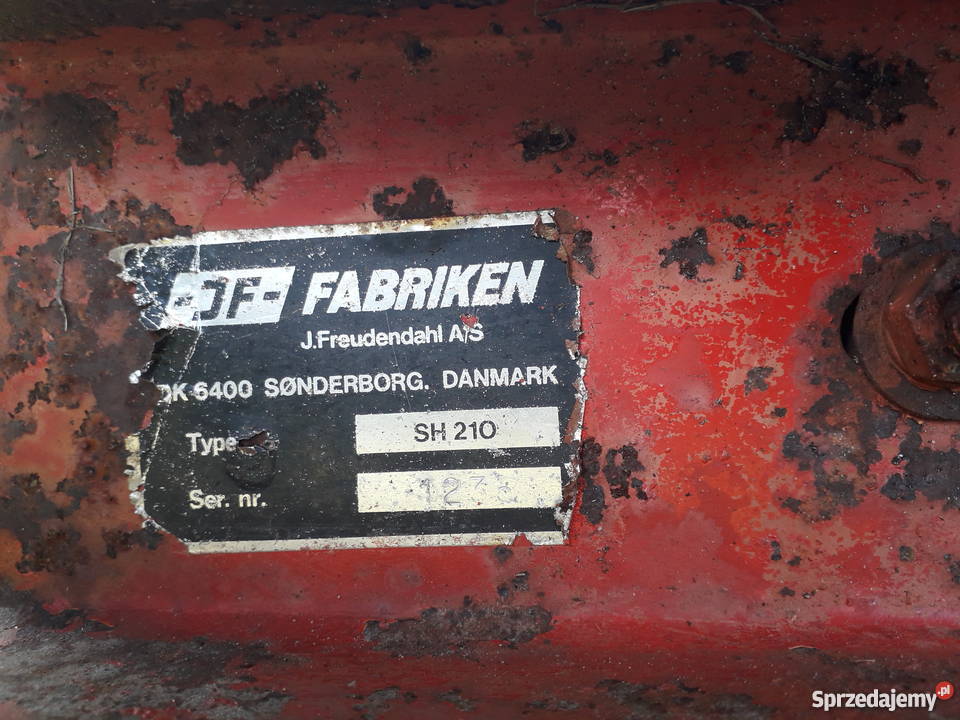 JF FABRIKEN
J.Freudendahl A/S
DK-6400 SØNDERBORG. DANMARK
Type SH 210
Ser. nr.
Sprzedajemy.pl